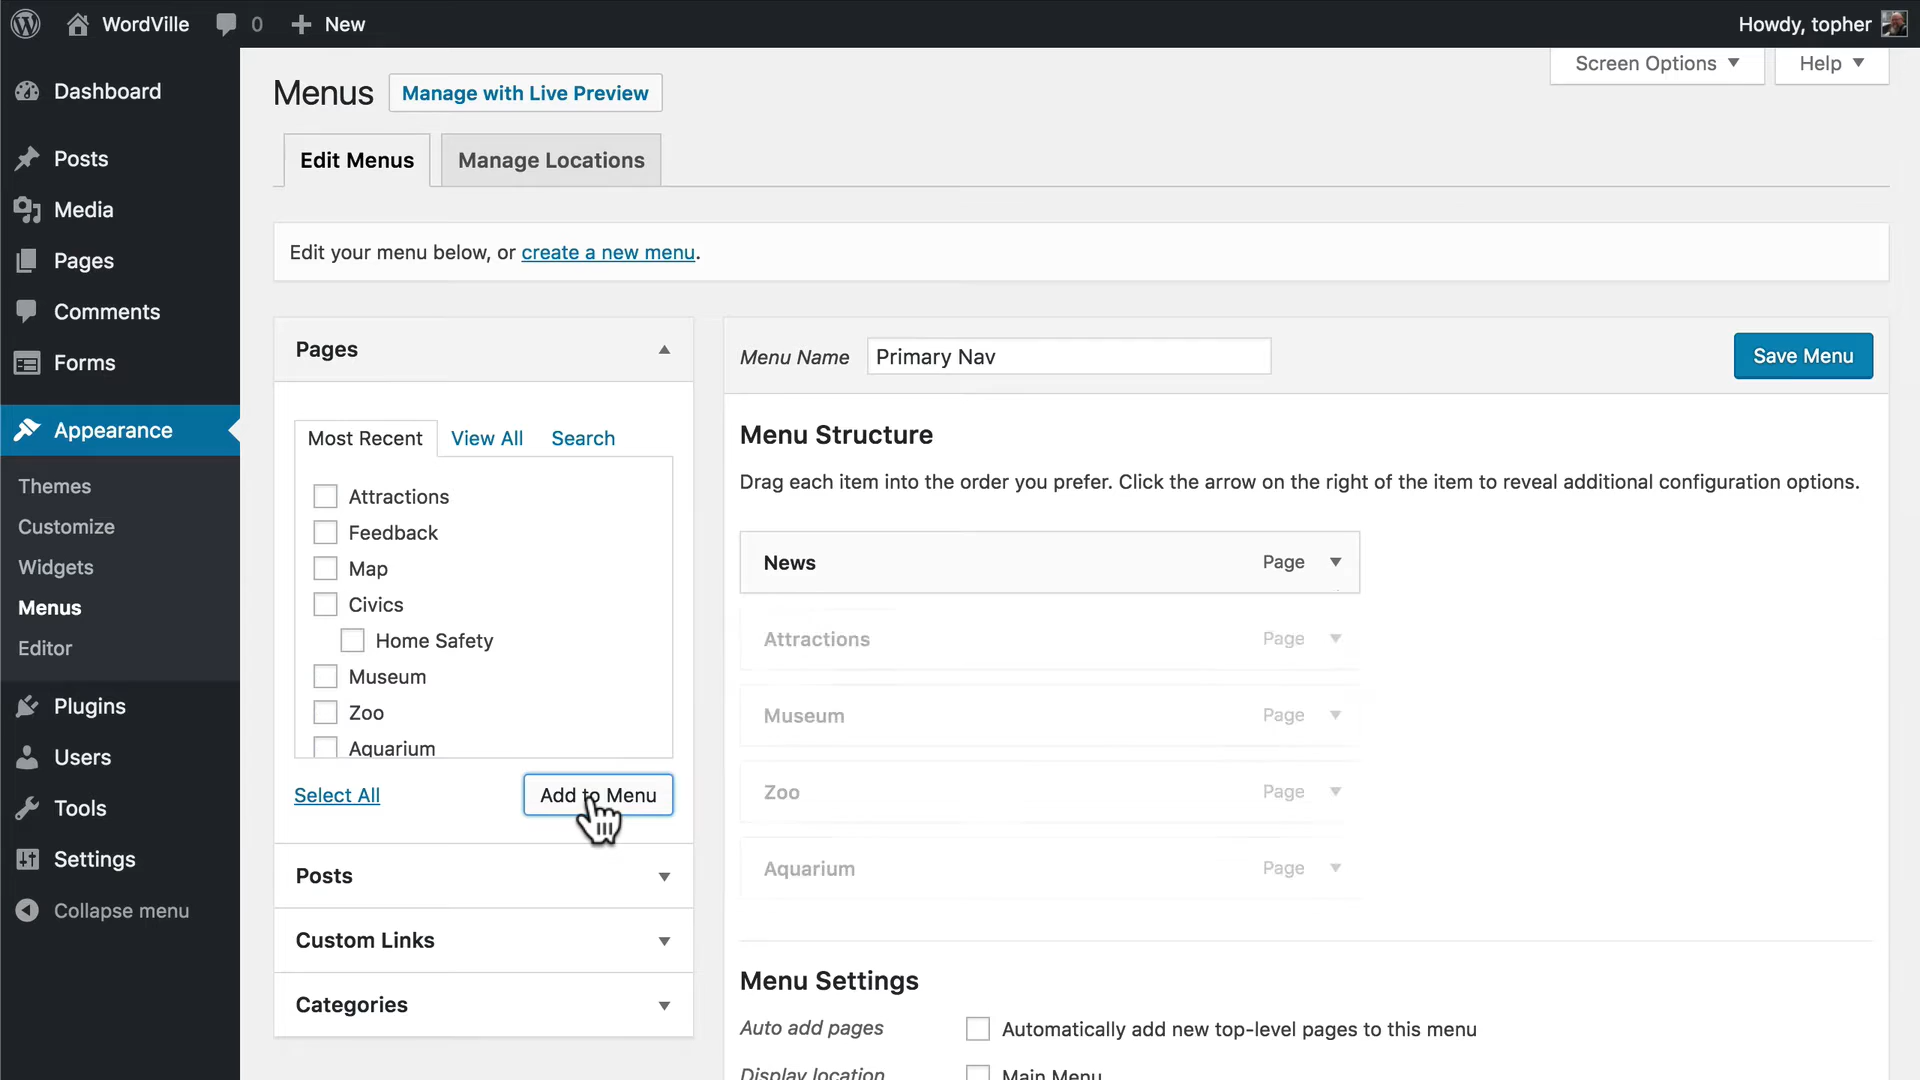 WordVille 0 New Howdy, topher
Screen Options Help
Dashboard
Posts
Media
Pages
Comments
Forms
Appearance
Themes
Customize
Widgets
Menus
Editor
Plugins
Users
Tools
Settings
Collapse menu
Menus Manage with Live Preview
Edit Menus Manage Locations
Edit your menu below, or create a new menu.
Pages
Most Recent View All Search
Attractions
Feedback
Map
Civics
Home Safety
Museum
Zoo
Aquarium
Select All Add to Menu
Posts
Custom Links
Categories
Menu Name Primary Nav Save Menu
Menu Structure
Drag each item into the order you prefer. Click the arrow on the right of the item to reveal additional configuration options.
News Page
Attractions Page
Museum Page
Zoo Page
Aquarium Page
Menu Settings
Auto add pages Automatically add new top-level pages to this menu
Display location Main Menu